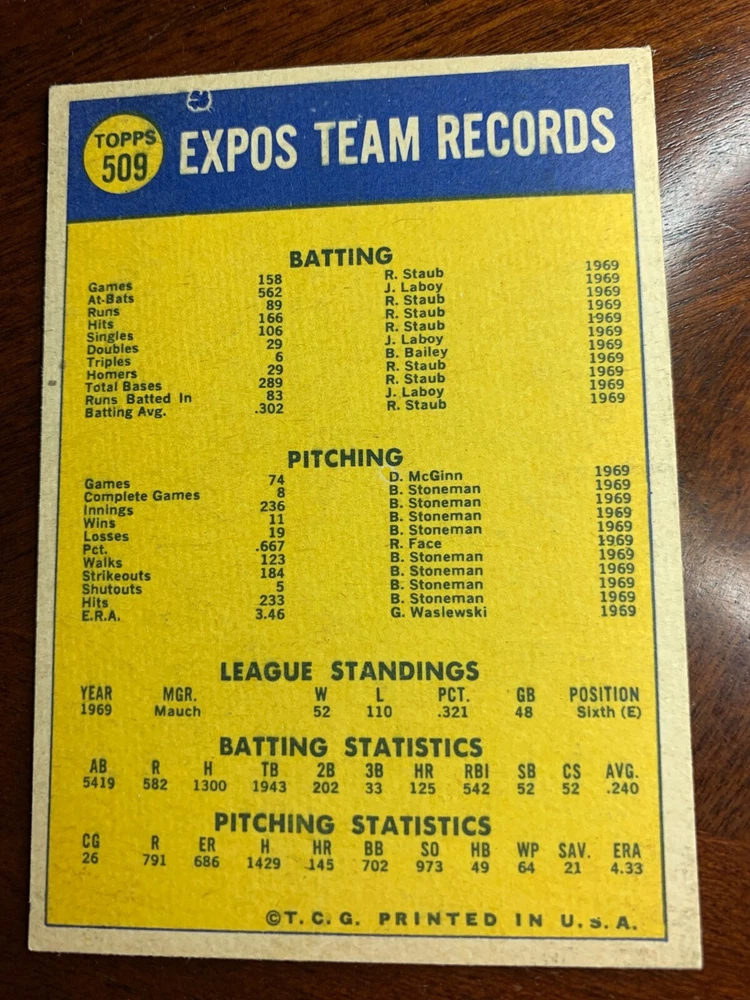 TOPPS
509
EXPOS TEAM RECORDS
BATTING
Games 158 R. Staub 1969
At-Bats 562 J. Laboy 1969
Runs 89 R. Staub 1969
Hits 166 R. Staub 1969
Singles 106 R. Staub 1969
Doubles 29 J. Laboy 1969
Triples 6 B. Bailey 1969
Homers 29 R. Staub 1969
Total Bases 289 R. Staub 1969
Runs Batted In 83 J. Laboy 1969
Batting Avg. .302 R. Staub 1969
PITCHING
Games 74 D. McGinn 1969
Complete Games 8 B. Stoneman 1969
Innings 236 B. Stoneman 1969
Wins 11 B. Stoneman 1969
Losses 19 B. Stoneman 1969
Pct. .667 R. Face 1969
Walks 123 B. Stoneman 1969
Strikeouts 184 B. Stoneman 1969
Shutouts 5 B. Stoneman 1969
Hits 233 B. Stoneman 1969
E.R.A. 3.46 G. Waslewski 1969
LEAGUE STANDINGS
YEAR MGR. W L PCT. GB POSITION
1969 Mauch 52 110 .321 48 Sixth (E)
BATTING STATISTICS
AB R H TB 2B 3B HR RBI SB CS AVG.
5419 582 1300 1943 202 33 125 542 52 52 .240
PITCHING STATISTICS
CG R ER H HR BB SO HB WP SAV. ERA
26 791 686 1429 145 702 973 49 64 21 4.33
©T.C.G. PRINTED IN U.S.A.